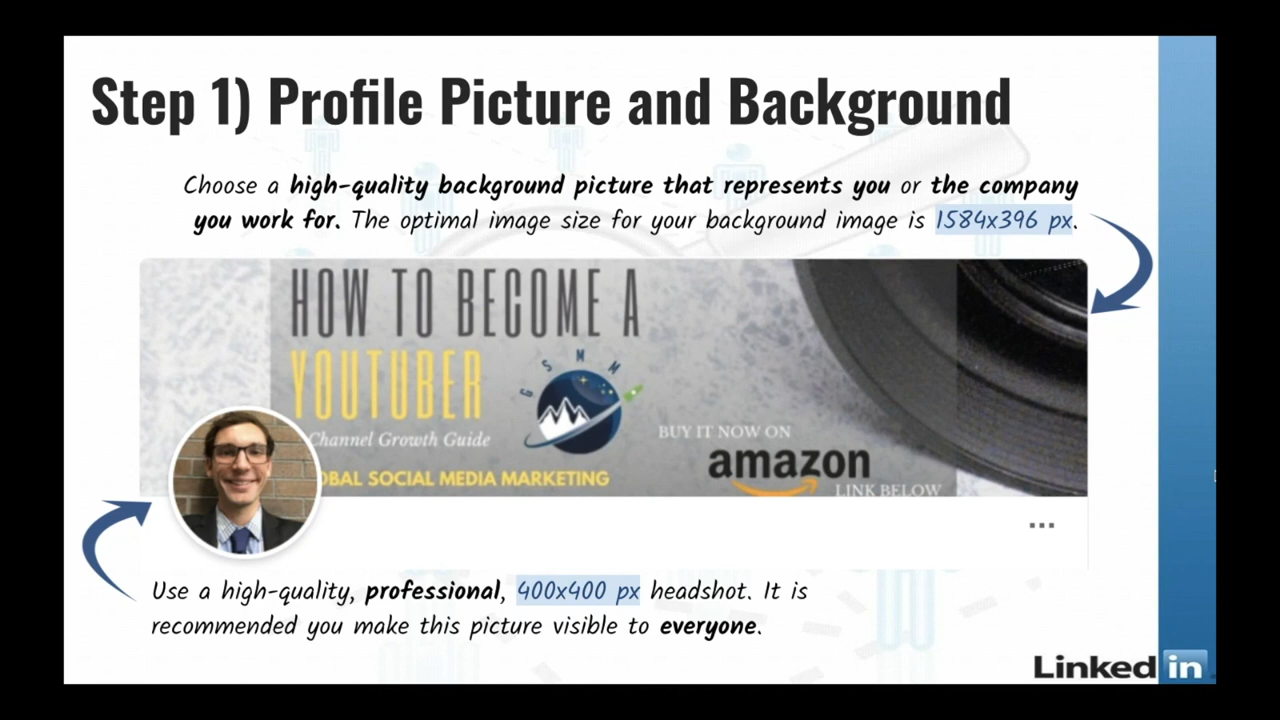 Step 1) Profile Picture and Background
Choose a high-quality background picture that represents you or the company
you work for. The optimal image size for your background image is 1584x396 px.
HOW TO BECOME A
YOUTUBER
Channel Growth Guide
GSMM
BUY IT NOW ON
amazon
LINK BELOW
OBAL SOCIAL MEDIA MARKETING
Use a high-quality, professional, 400x400 px headshot. It is
recommended you make this picture visible to everyone.
Linked in